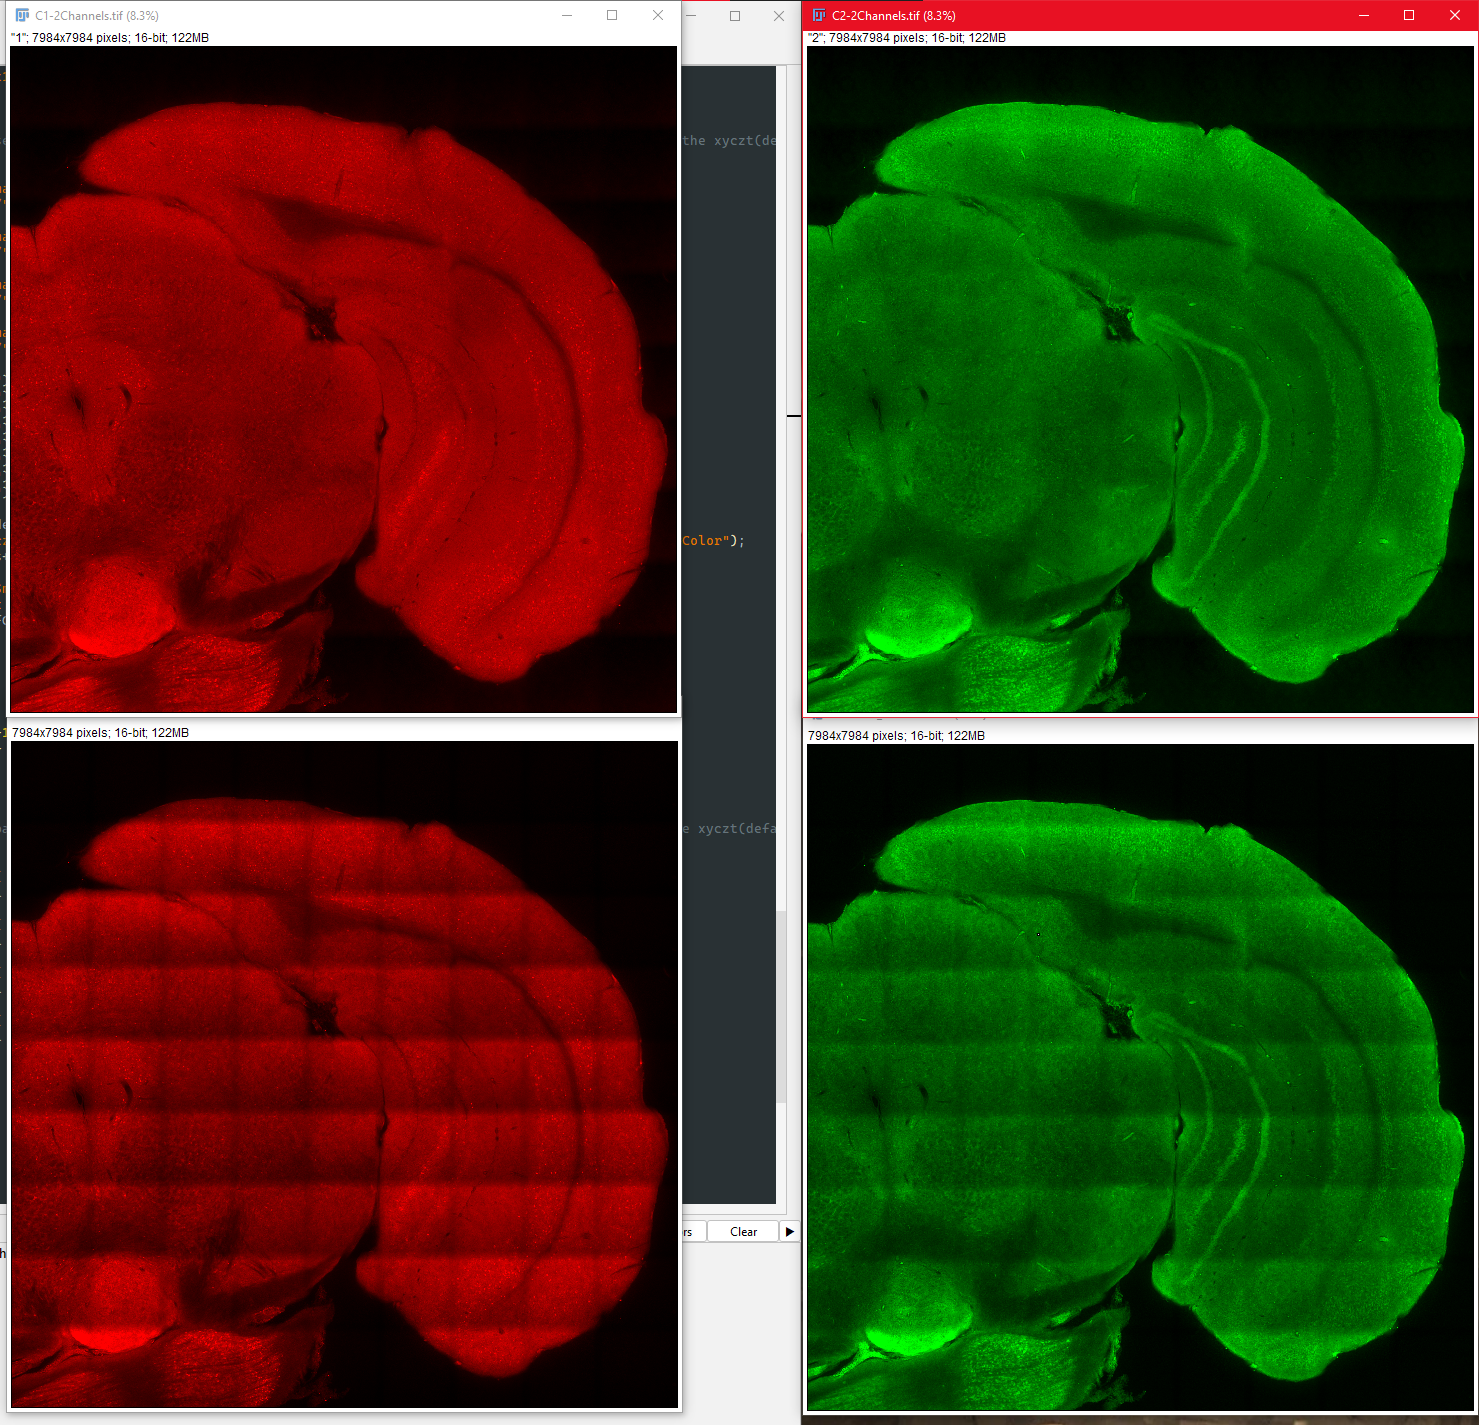 C1-2Channels.tif (8.3%)
"1"; 7984x7984 pixels; 16-bit; 122MB
C2-2Channels.tif (8.3%)
"2"; 7984x7984 pixels; 16-bit; 122MB
the xyczt(de
Color");
7984x7984 pixels; 16-bit; 122MB
7984x7984 pixels; 16-bit; 122MB
e xyczt(defa
rs
Clear